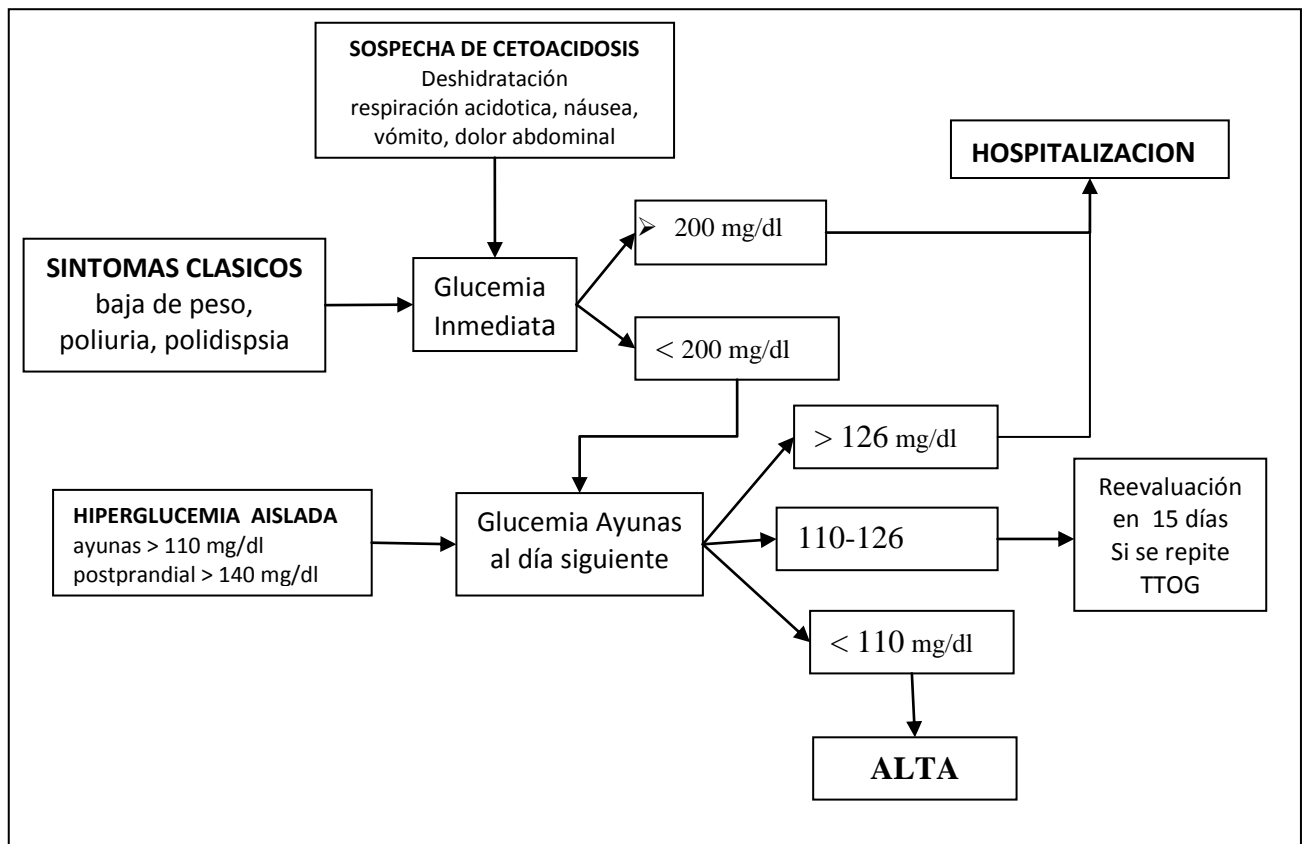 SOSPECHA DE CETOACIDOSIS
Deshidratación
respiración acidotica, náusea,
vómito, dolor abdominal
HOSPITALIZACION
➢ 200 mg/dl
SINTOMAS CLASICOS
baja de peso,
poliuria, polidispsia
Glucemia
Inmediata
< 200 mg/dl
> 126 mg/dl
HIPERGLUCEMIA AISLADA
ayunas > 110 mg/dl
postprandial > 140 mg/dl
Glucemia Ayunas
al día siguiente
110-126
Reevaluación
en 15 días
Si se repite
TTOG
< 110 mg/dl
ALTA